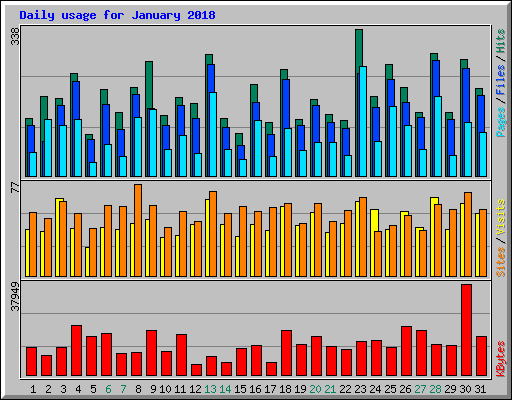 Daily usage for January 2018
338
Pages / Files / Hits
77
Sites / Visits
37949
KBytes
1 2 3 4 5 6 7 8 9 10 11 12 13 14 15 16 17 18 19 20 21 22 23 24 25 26 27 28 29 30 31